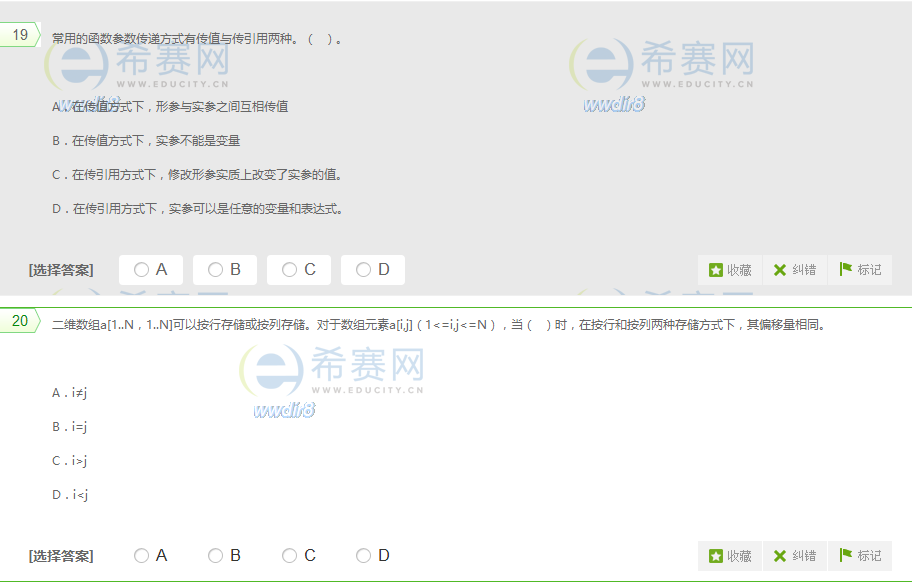 19
常用的函数参数传递方式有传值与传引用两种。（　）。
希赛网
WWW.EDUCITY.CN
wwdif8
希赛网
WWW.EDUCITY.CN
wwdif8
A．在传值方式下，形参与实参之间互相传值
B．在传值方式下，实参不能是变量
C．在传引用方式下，修改形参实质上改变了实参的值。
D．在传引用方式下，实参可以是任意的变量和表达式。
[选择答案] A B C D 收藏 纠错 标记
20
二维数组a[1..N，1..N]可以按行存储或按列存储。对于数组元素a[i,j]（1<=i,j<=N），当（　）时，在按行和按列两种存储方式下，其偏移量相同。
希赛网
WWW.EDUCITY.CN
wwdif8
A．i≠j
B．i=j
C．i>j
D．i<j
[选择答案] A B C D 收藏 纠错 标记